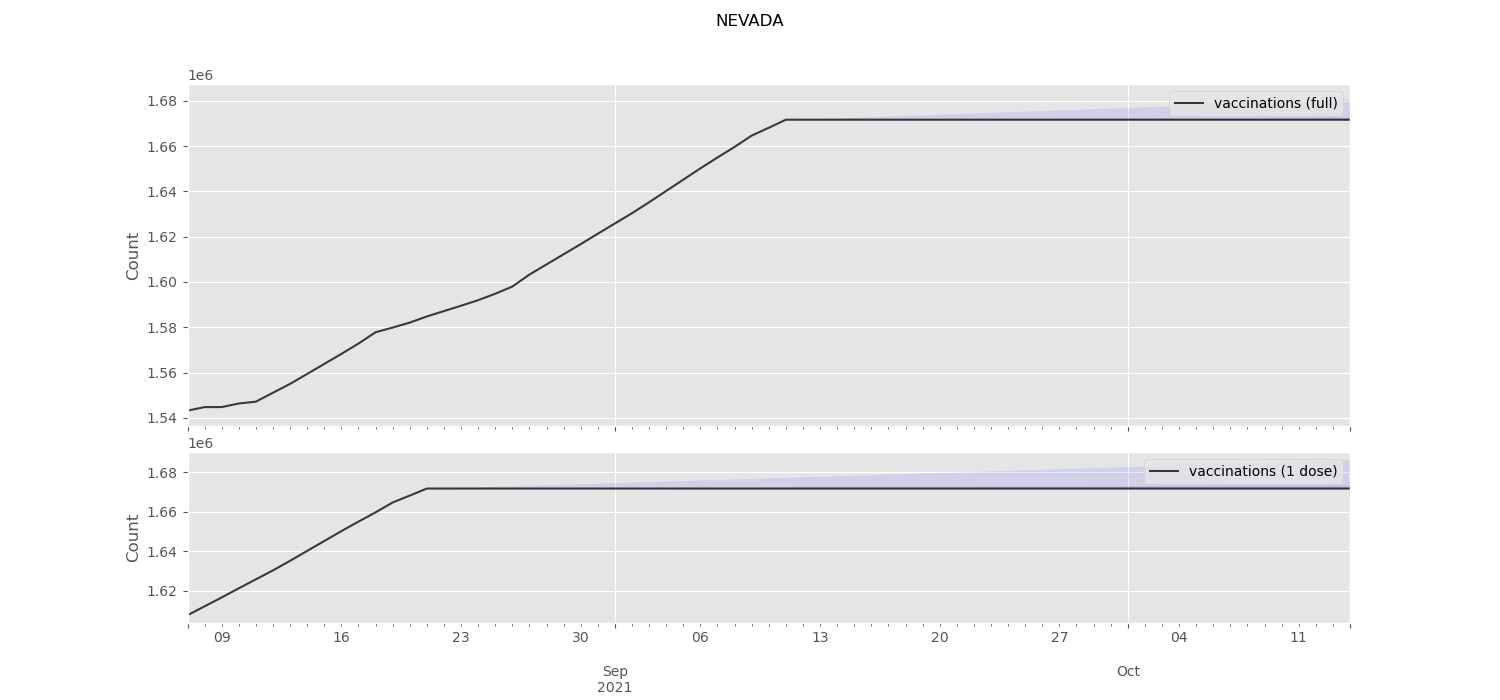 NEVADA
1e6
1.68
1.66
1.64
1.62
1.60
1.58
1.56
1.54
Count
vaccinations (full)
1e6
1.68
1.66
1.64
1.62
Count
vaccinations (1 dose)
09 16 23 30 06 13 20 27 04 11
Sep Oct
2021